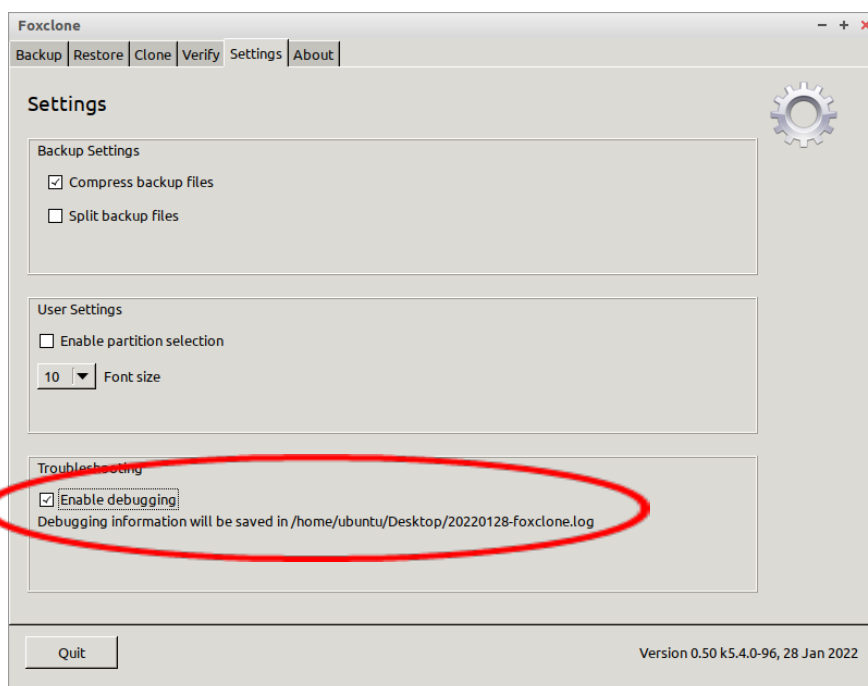 Foxclone
Backup Restore Clone Verify Settings About
Settings
Backup Settings
Compress backup files
Split backup files
User Settings
Enable partition selection
10 Font size
Troubleshooting
Enable debugging
Debugging information will be saved in /home/ubuntu/Desktop/20220128-foxclone.log
Quit
Version 0.50 k5.4.0-96, 28 Jan 2022